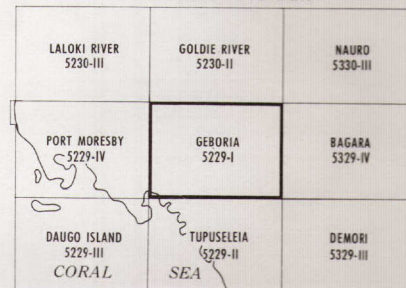 LALOKI RIVER
5230-III
GOLDIE RIVER
5230-II
NAURO
5330-III
PORT MORESBY
5229-IV
GEBORIA
5229-I
BAGARA
5329-IV
DAUGO ISLAND
5229-III
TUPUSELEIA
5229-II
DEMORI
5329-III
CORAL SEA